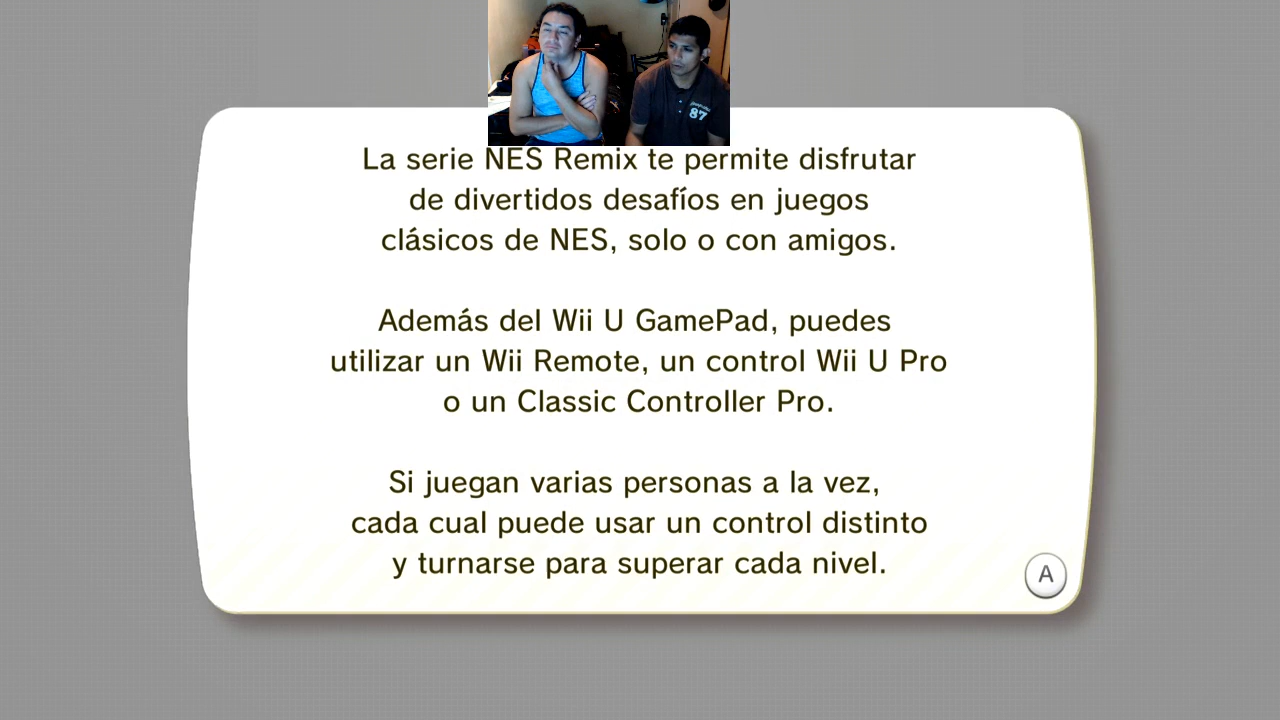 87
La serie NES Remix te permite disfrutar
de divertidos desafíos en juegos
clásicos de NES, solo o con amigos.
Además del Wii U GamePad, puedes
utilizar un Wii Remote, un control Wii U Pro
o un Classic Controller Pro.
Si juegan varias personas a la vez,
cada cual puede usar un control distinto
y turnarse para superar cada nivel.
A